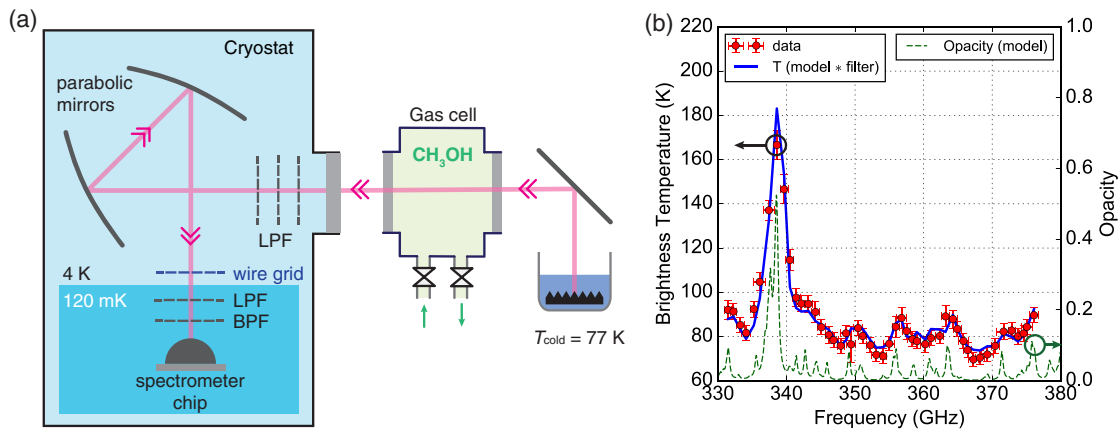 (a)
Cryostat
parabolic
mirrors
Gas cell
CH₃OH
LPF
4 K
wire grid
120 mK
LPF
BPF
spectrometer
chip
Tcold = 77 K
(b)
data
T (model * filter)
Opacity (model)
Brightness Temperature (K)
220
200
180
160
140
120
100
80
60
1.0
0.8
0.6
0.4
0.2
0.0
Opacity
330 340 350 360 370 380
Frequency (GHz)